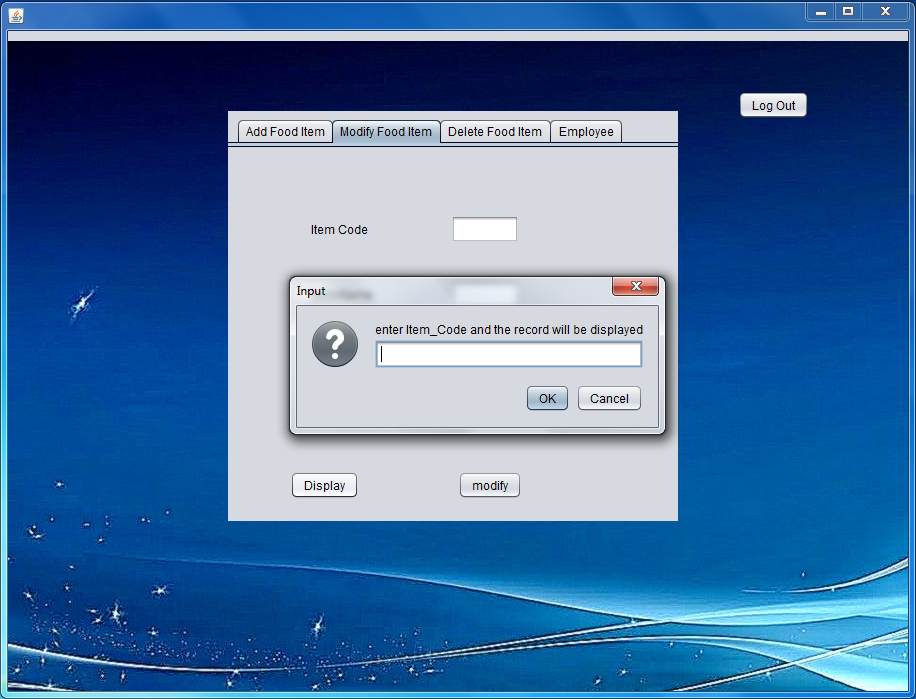 Log Out
Add Food Item Modify Food Item Delete Food Item Employee
Item Code
Input
enter Item_Code and the record will be displayed
OK Cancel
Display modify